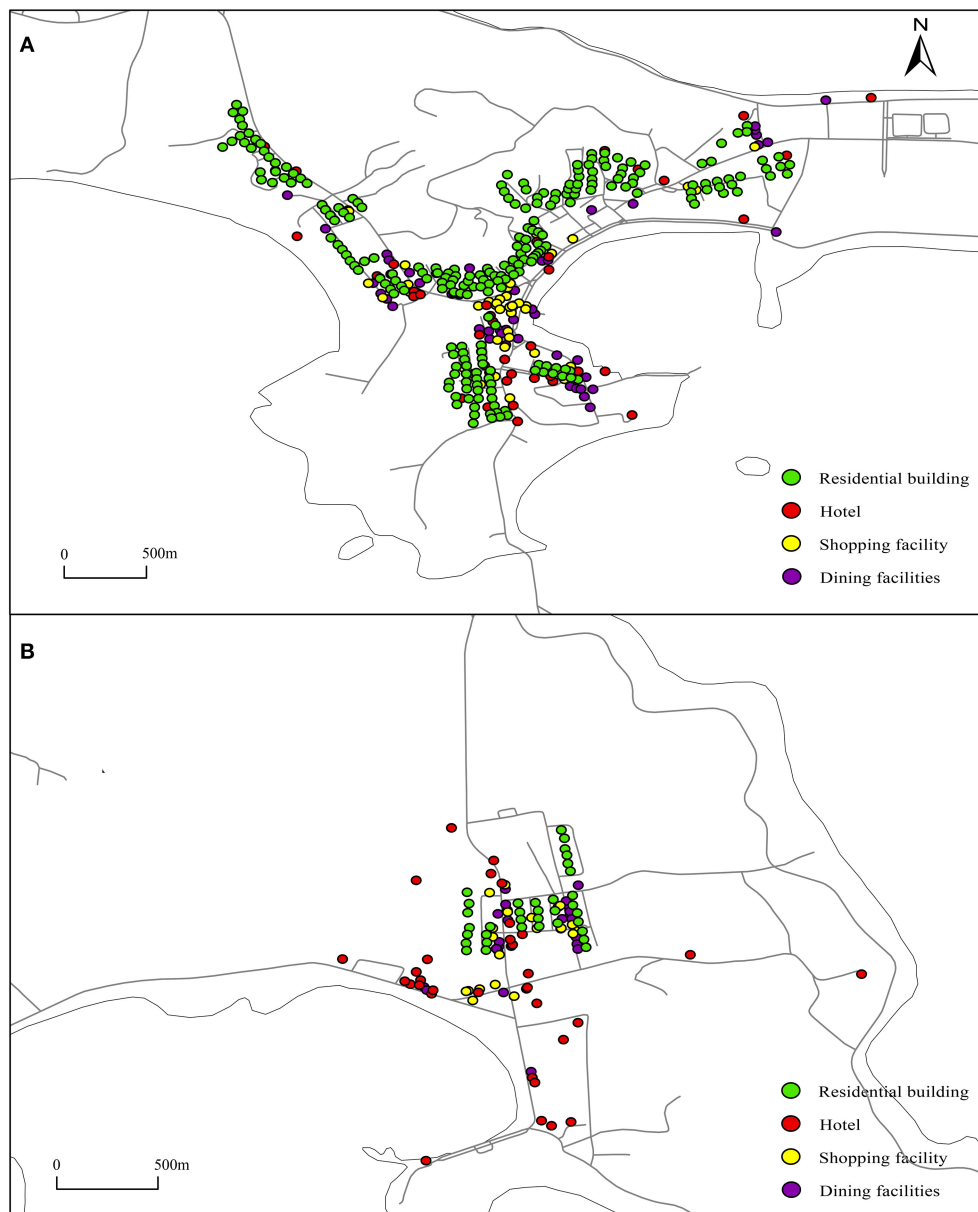 A
N
Residential building
Hotel
Shopping facility
Dining facilities
0 500m
B
Residential building
Hotel
Shopping facility
Dining facilities
0 500m